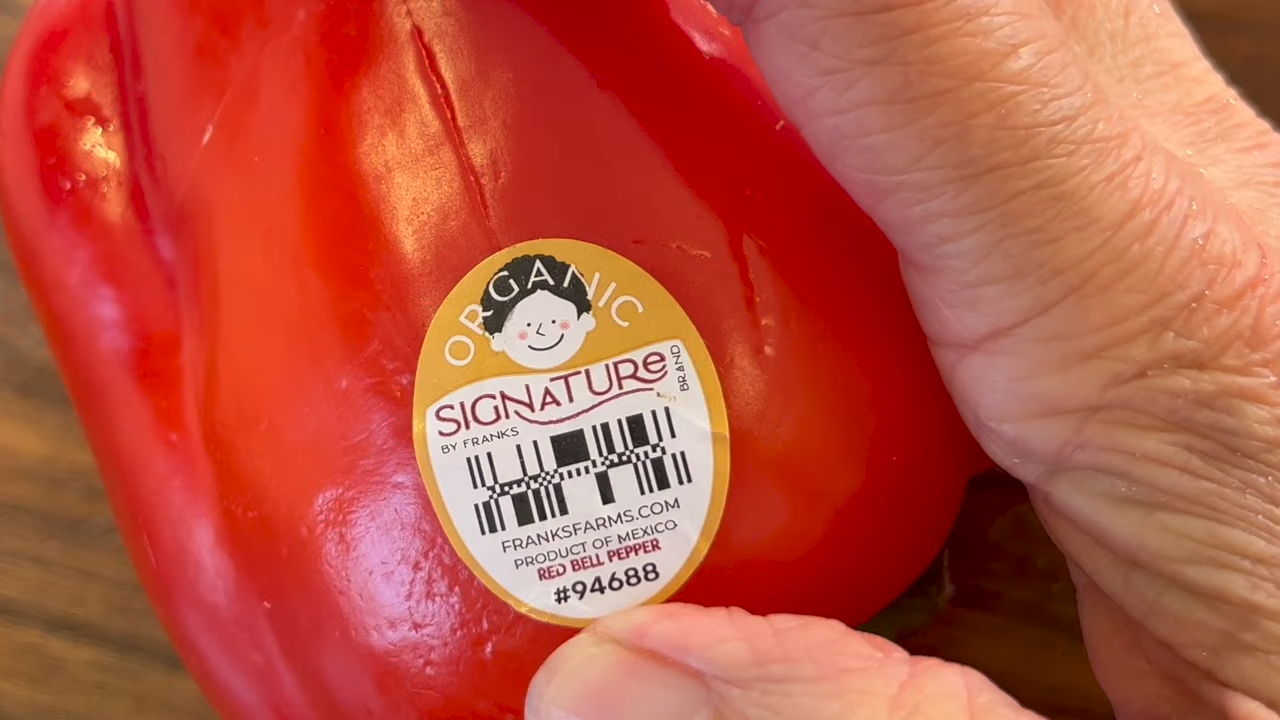 ORGANIC
SIGNATURE
BRAND
BY FRANKS
FRANKSFARMS.COM
PRODUCT OF MEXICO
RED BELL PEPPER
#94688